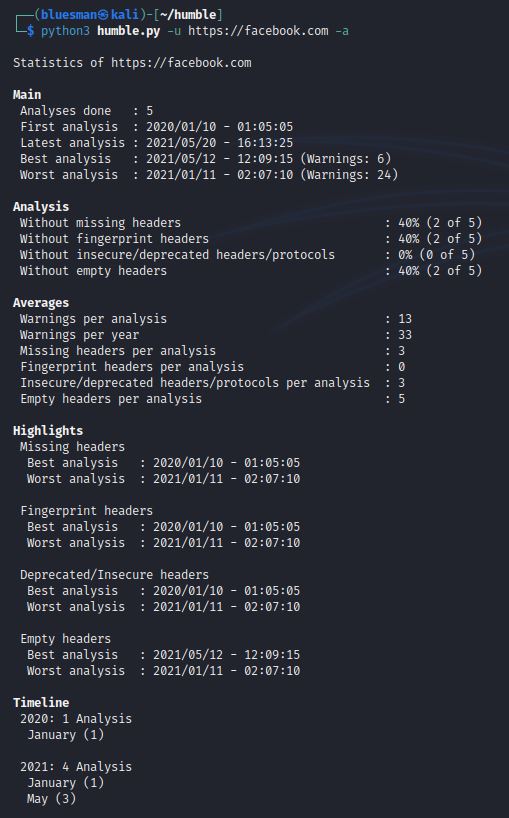 ┌──(bluesman㉿kali)-[~/humble]
└─$ python3 humble.py -u https://facebook.com -a
Statistics of https://facebook.com
Main
Analyses done : 5
First analysis : 2020/01/10 - 01:05:05
Latest analysis : 2021/05/20 - 16:13:25
Best analysis : 2021/05/12 - 12:09:15 (Warnings: 6)
Worst analysis : 2021/01/11 - 02:07:10 (Warnings: 24)
Analysis
Without missing headers : 40% (2 of 5)
Without fingerprint headers : 40% (2 of 5)
Without insecure/deprecated headers/protocols : 0% (0 of 5)
Without empty headers : 40% (2 of 5)
Averages
Warnings per analysis : 13
Warnings per year : 33
Missing headers per analysis : 3
Fingerprint headers per analysis : 0
Insecure/deprecated headers/protocols per analysis : 3
Empty headers per analysis : 5
Highlights
Missing headers
Best analysis : 2020/01/10 - 01:05:05
Worst analysis : 2021/01/11 - 02:07:10
Fingerprint headers
Best analysis : 2020/01/10 - 01:05:05
Worst analysis : 2021/01/11 - 02:07:10
Deprecated/Insecure headers
Best analysis : 2020/01/10 - 01:05:05
Worst analysis : 2021/01/11 - 02:07:10
Empty headers
Best analysis : 2021/05/12 - 12:09:15
Worst analysis : 2021/01/11 - 02:07:10
Timeline
2020: 1 Analysis
January (1)
2021: 4 Analysis
January (1)
May (3)